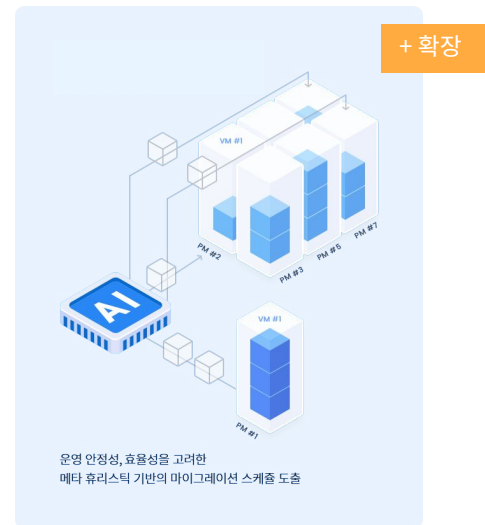 + 확장
VM #1
PM #2
PM #3
PM #5
PM #7
AI
VM #1
PM #1
운영 안정성, 효율성을 고려한
메타 휴리스틱 기반의 마이그레이션 스케쥴 도출